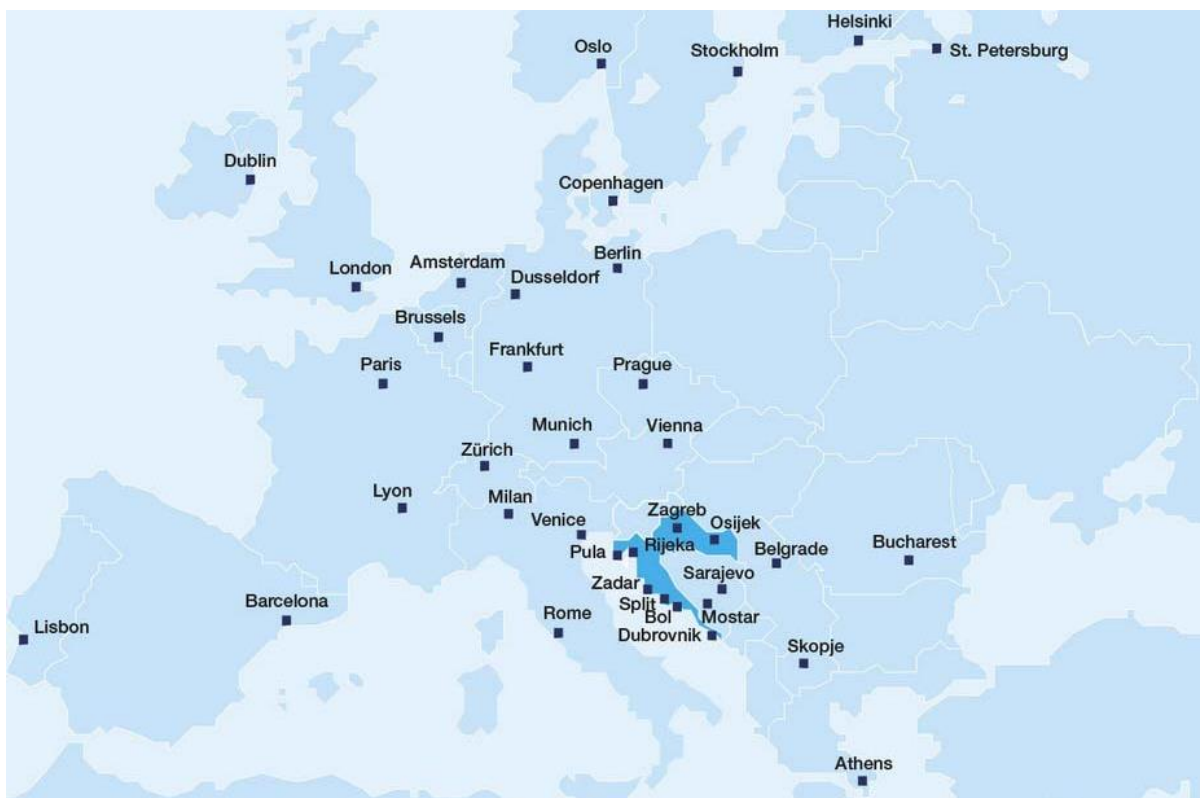 Helsinki
Oslo
Stockholm
St. Petersburg
Dublin
Copenhagen
Berlin
Amsterdam
London
Dusseldorf
Brussels
Frankfurt
Paris
Prague
Munich
Vienna
Zürich
Lyon
Milan
Zagreb
Venice
Osijek
Pula
Rijeka
Belgrade
Bucharest
Zadar
Sarajevo
Barcelona
Split
Rome
Bol
Mostar
Lisbon
Dubrovnik
Skopje
Athens